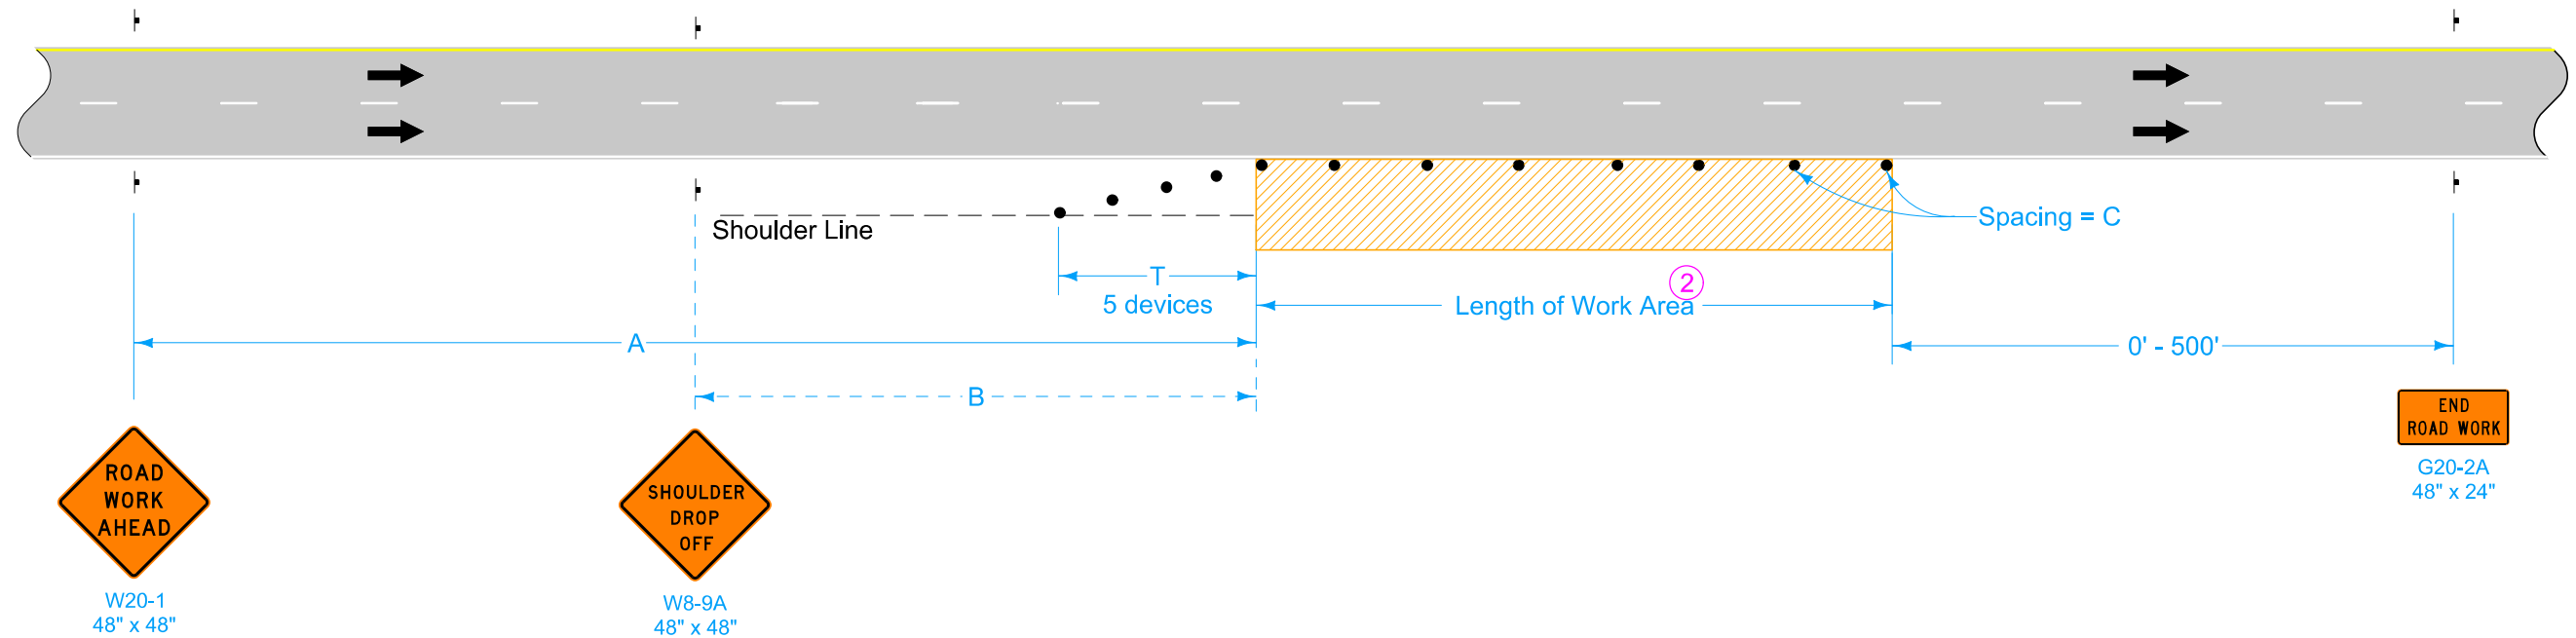 Shoulder Line
Spacing = C
T
5 devices
2
Length of Work Area
A
0' - 500'
B
ROAD
WORK
AHEAD
W20-1
48" x 48"
SHOULDER
DROP
OFF
W8-9A
48" x 48"
END
ROAD WORK
G20-2A
48" x 24"